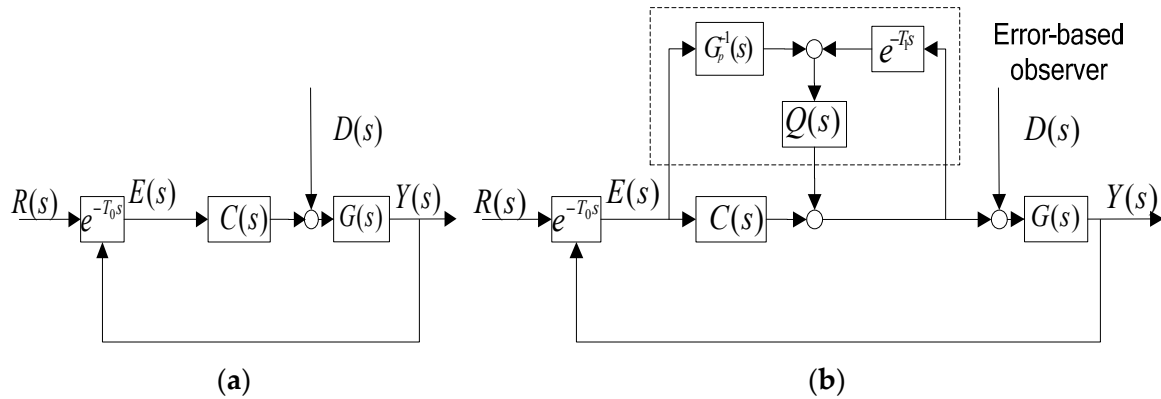 D(s)
R(s)
e^{-T_0 s}
E(s)
C(s)
G(s)
Y(s)
(a)
G_p^{-1}(s)
e^{-T_1 s}
Q(s)
Error-based
observer
D(s)
R(s)
e^{-T_0 s}
E(s)
C(s)
G(s)
Y(s)
(b)